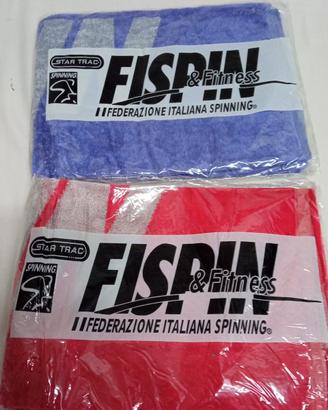 STAR TRAC
SPINNING
FISPIN
& Fitness
FEDERAZIONE ITALIANA SPINNING®
STAR TRAC
SPINNING
FISPIN
& Fitness
FEDERAZIONE ITALIANA SPINNING®